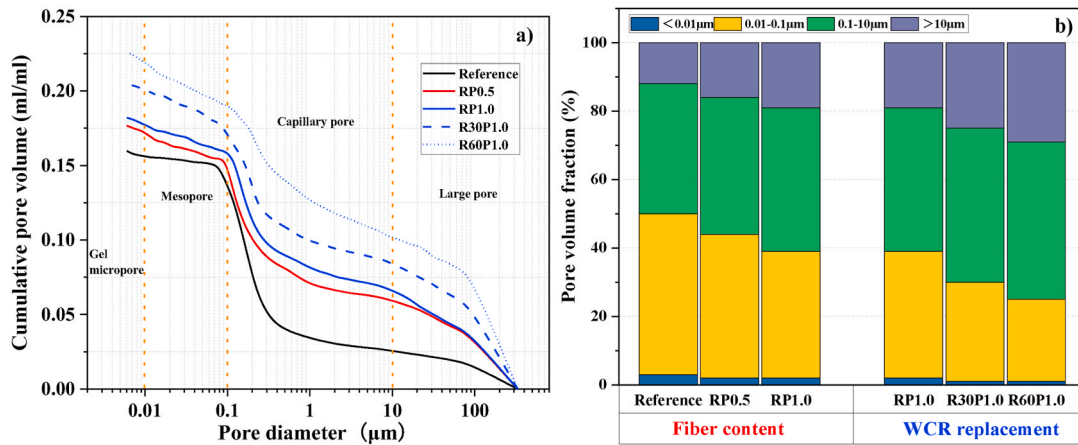 a)
Cumulative pore volume (ml/ml)
0.25
0.20
0.15
0.10
0.05
0.00
Capillary pore
Mesopore
Large pore
Gel
micropore
Reference
RP0.5
RP1.0
R30P1.0
R60P1.0
0.01 0.1 1 10 100
Pore diameter (μm)
<0.01μm 0.01-0.1μm 0.1-10μm >10μm
b)
Pore volume fraction (%)
100
80
60
40
20
0
Reference RP0.5 RP1.0 RP1.0 R30P1.0 R60P1.0
Fiber content WCR replacement